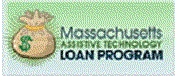 Massachusetts
ASSISTIVE TECHNOLOGY
LOAN PROGRAM
$